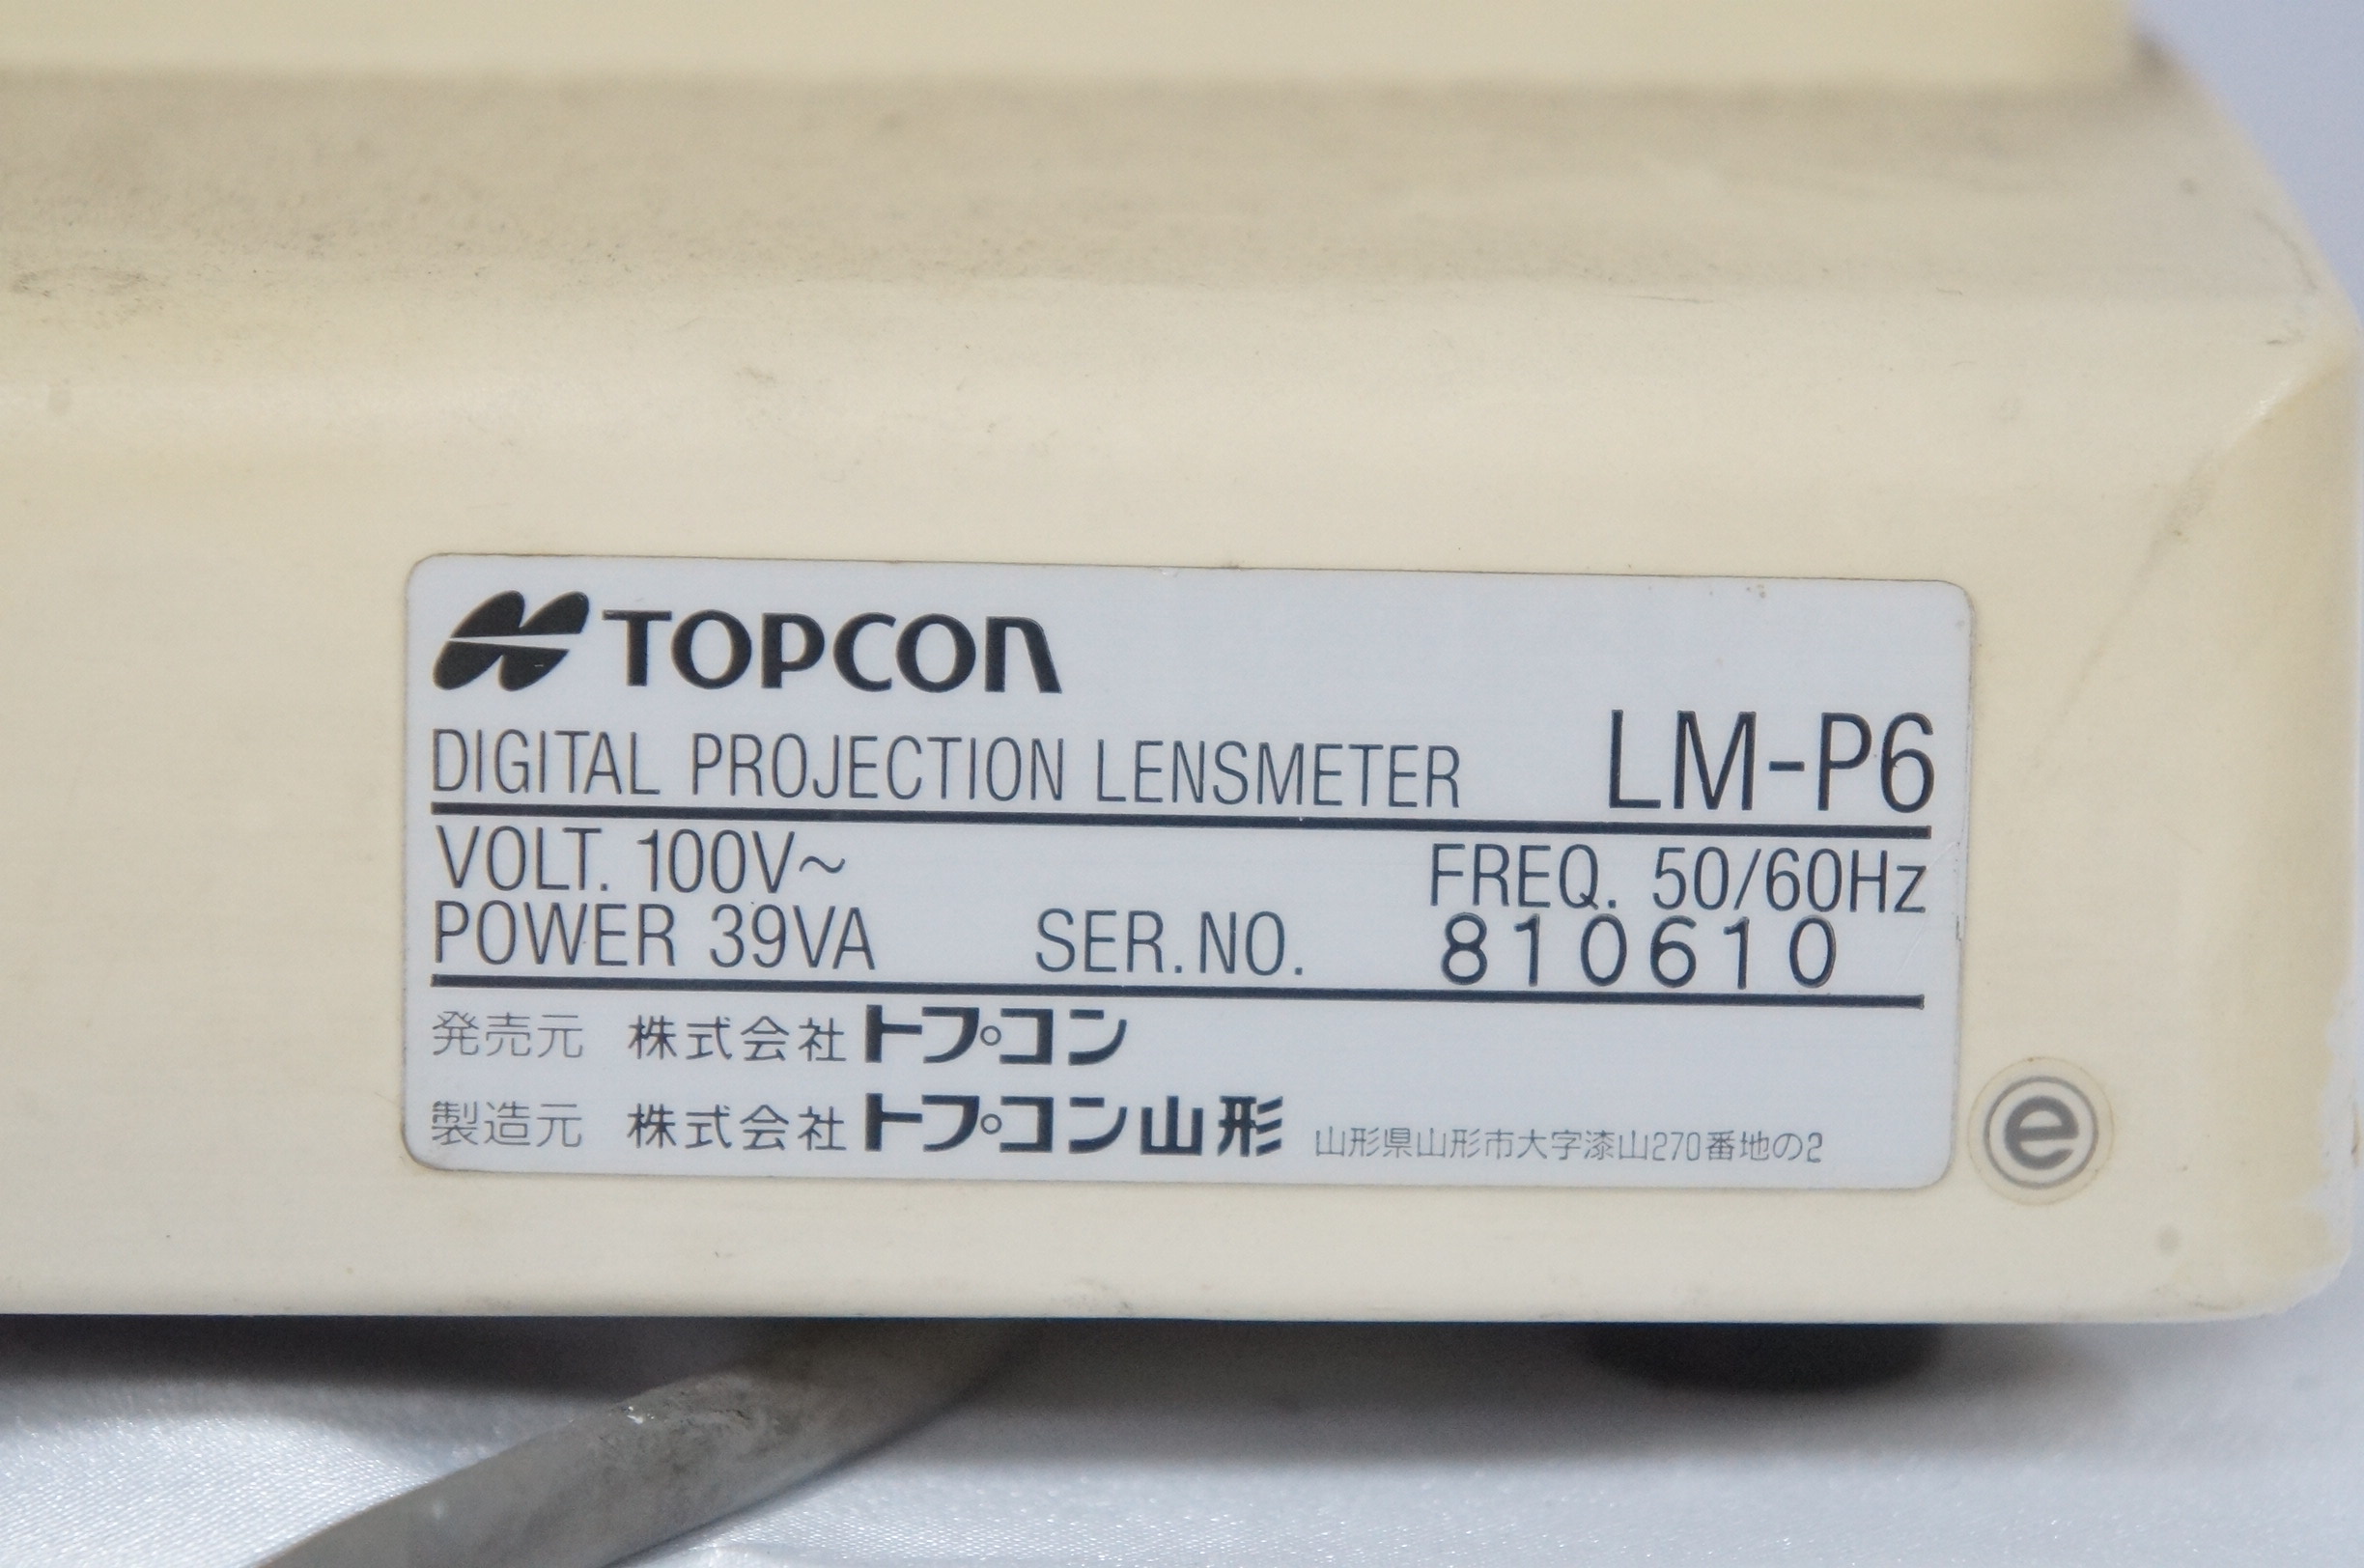 TOPCON
DIGITAL PROJECTION LENSMETER LM-P6
VOLT. 100V~ FREQ. 50/60Hz
POWER 39VA SER.NO. 810610
発売元 株式会社トプコン
製造元 株式会社トプコン山形 山形県山形市大字漆山270番地の2
e